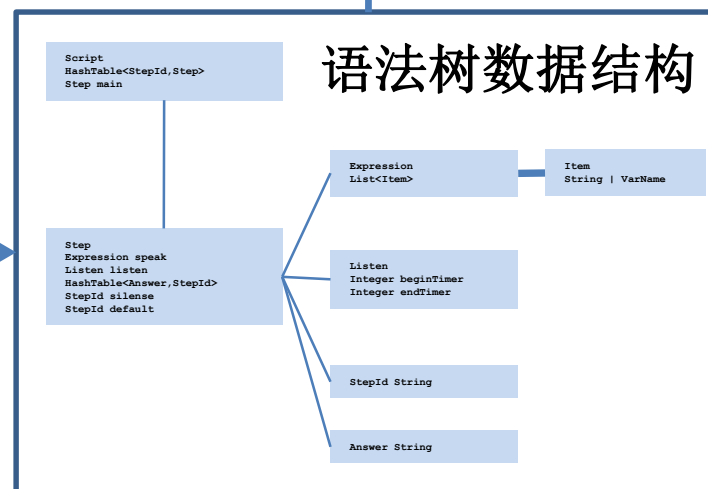 语法树数据结构
Script
HashTable<StepId,Step>
Step main
Expression
List<Item>
Item
String | VarName
Step
Expression speak
Listen listen
HashTable<Answer,StepId>
StepId silense
StepId default
Listen
Integer beginTimer
Integer endTimer
StepId String
Answer String